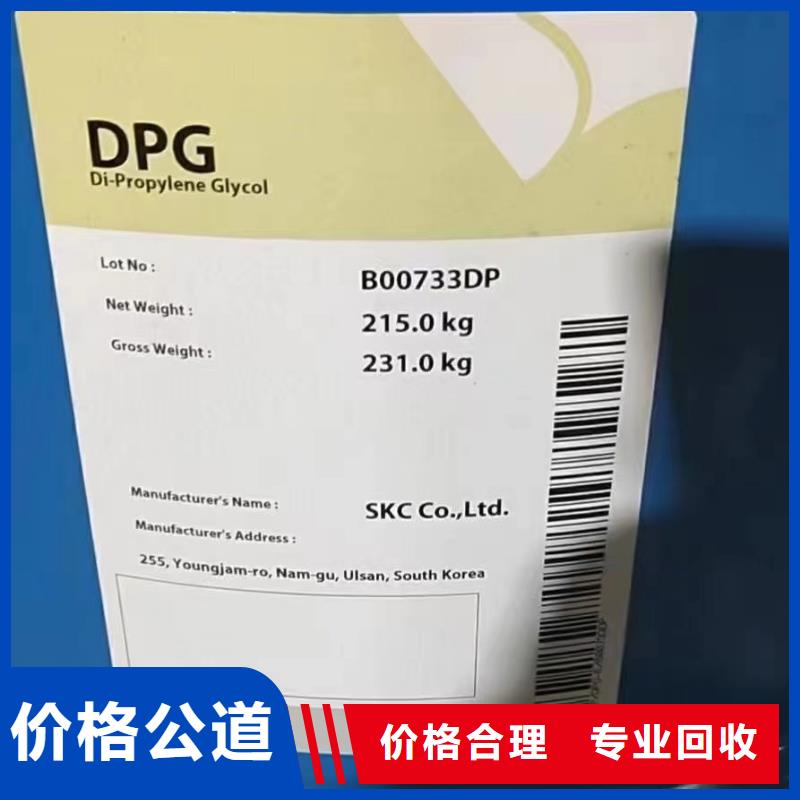 DPG
Di-Propylene Glycol
Lot No : B00733DP
Net Weight : 215.0 kg
Gross Weight : 231.0 kg
Manufacturer's Name : SKC Co.,Ltd.
Manufacturer's Address :
255, Youngjam-ro, Nam-gu, Ulsan, South Korea
价格公道
价格合理 专业回收